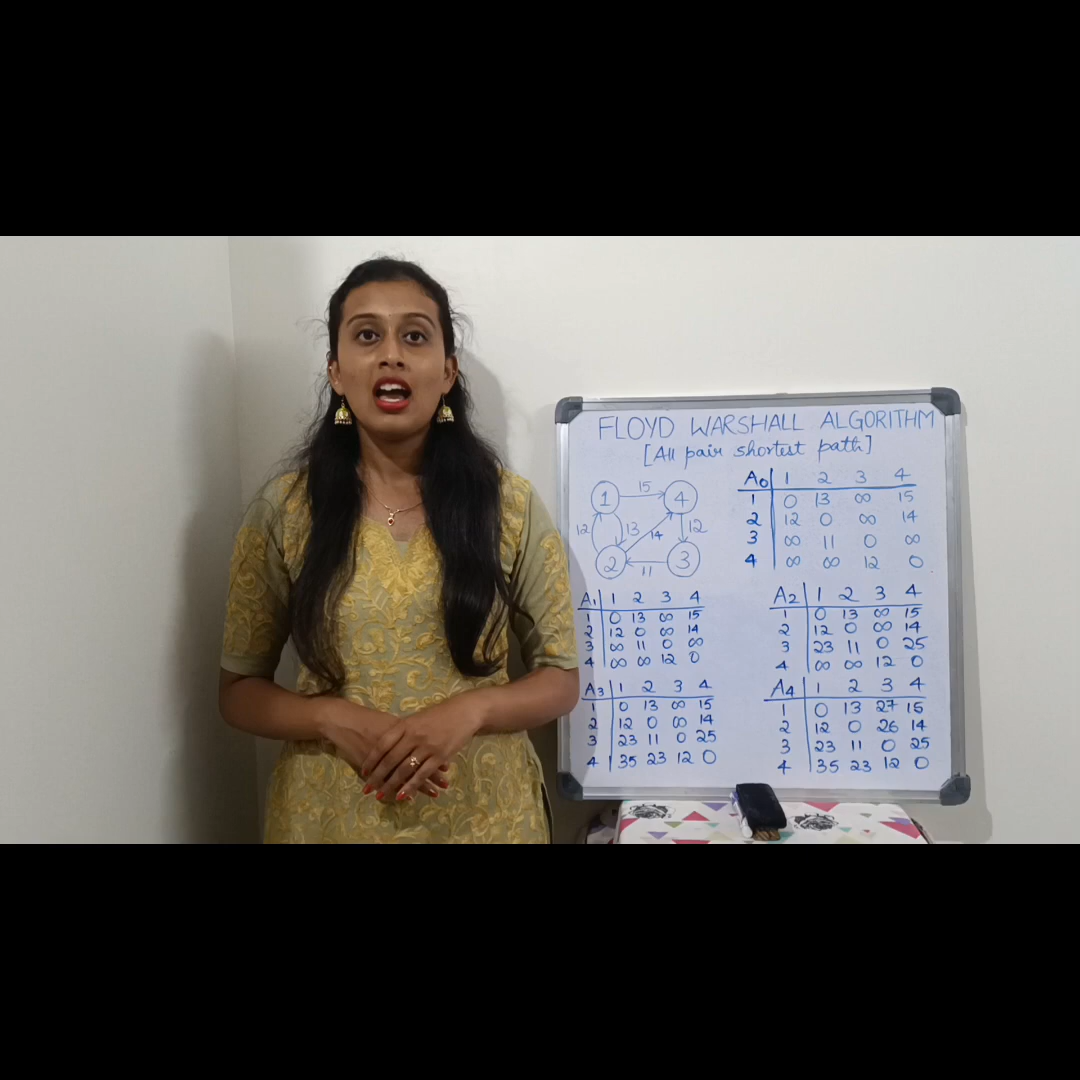 FLOYD WARSHALL ALGORITHM
[All pair shortest path]
1 15 4
12 13 14 12
2 11 3
A0 1 2 3 4
1 0 13 ∞ 15
2 12 0 ∞ 14
3 ∞ 11 0 ∞
4 ∞ ∞ 12 0
A1 1 2 3 4
1 0 13 ∞ 15
2 12 0 ∞ 14
3 ∞ 11 0 ∞
4 ∞ ∞ 12 0
A2 1 2 3 4
1 0 13 ∞ 15
2 12 0 ∞ 14
3 23 11 0 25
4 ∞ ∞ 12 0
A3 1 2 3 4
1 0 13 ∞ 15
2 12 0 ∞ 14
3 23 11 0 25
4 35 23 12 0
A4 1 2 3 4
1 0 13 27 15
2 12 0 26 14
3 23 11 0 25
4 35 23 12 0